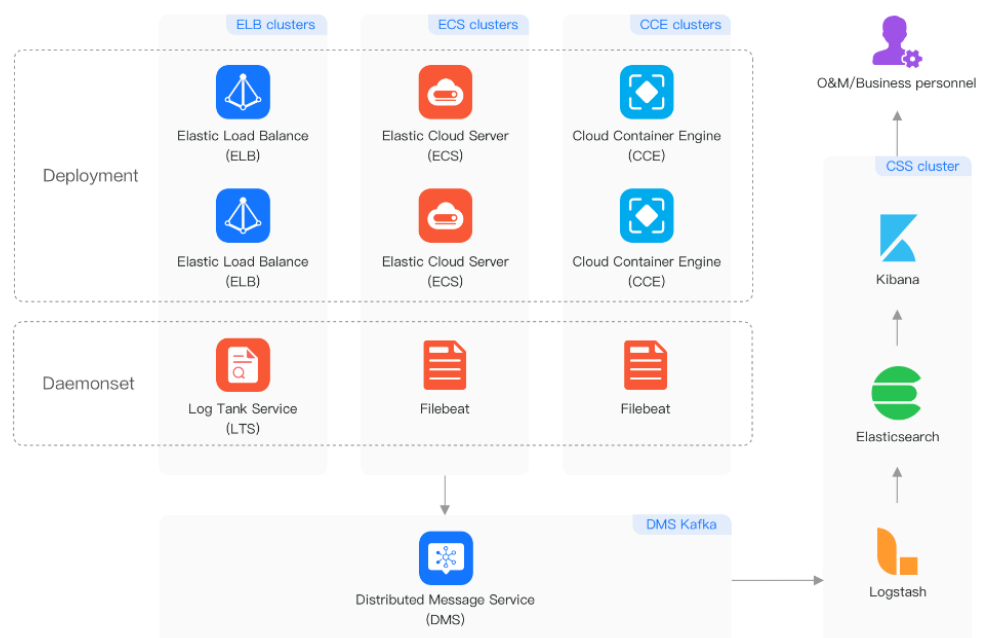 ELB clusters
ECS clusters
CCE clusters
O&M/Business personnel
Deployment
Elastic Load Balance
(ELB)
Elastic Cloud Server
(ECS)
Cloud Container Engine
(CCE)
Elastic Load Balance
(ELB)
Elastic Cloud Server
(ECS)
Cloud Container Engine
(CCE)
Daemonset
Log Tank Service
(LTS)
Filebeat
Filebeat
DMS Kafka
Distributed Message Service
(DMS)
CSS cluster
Kibana
Elasticsearch
Logstash